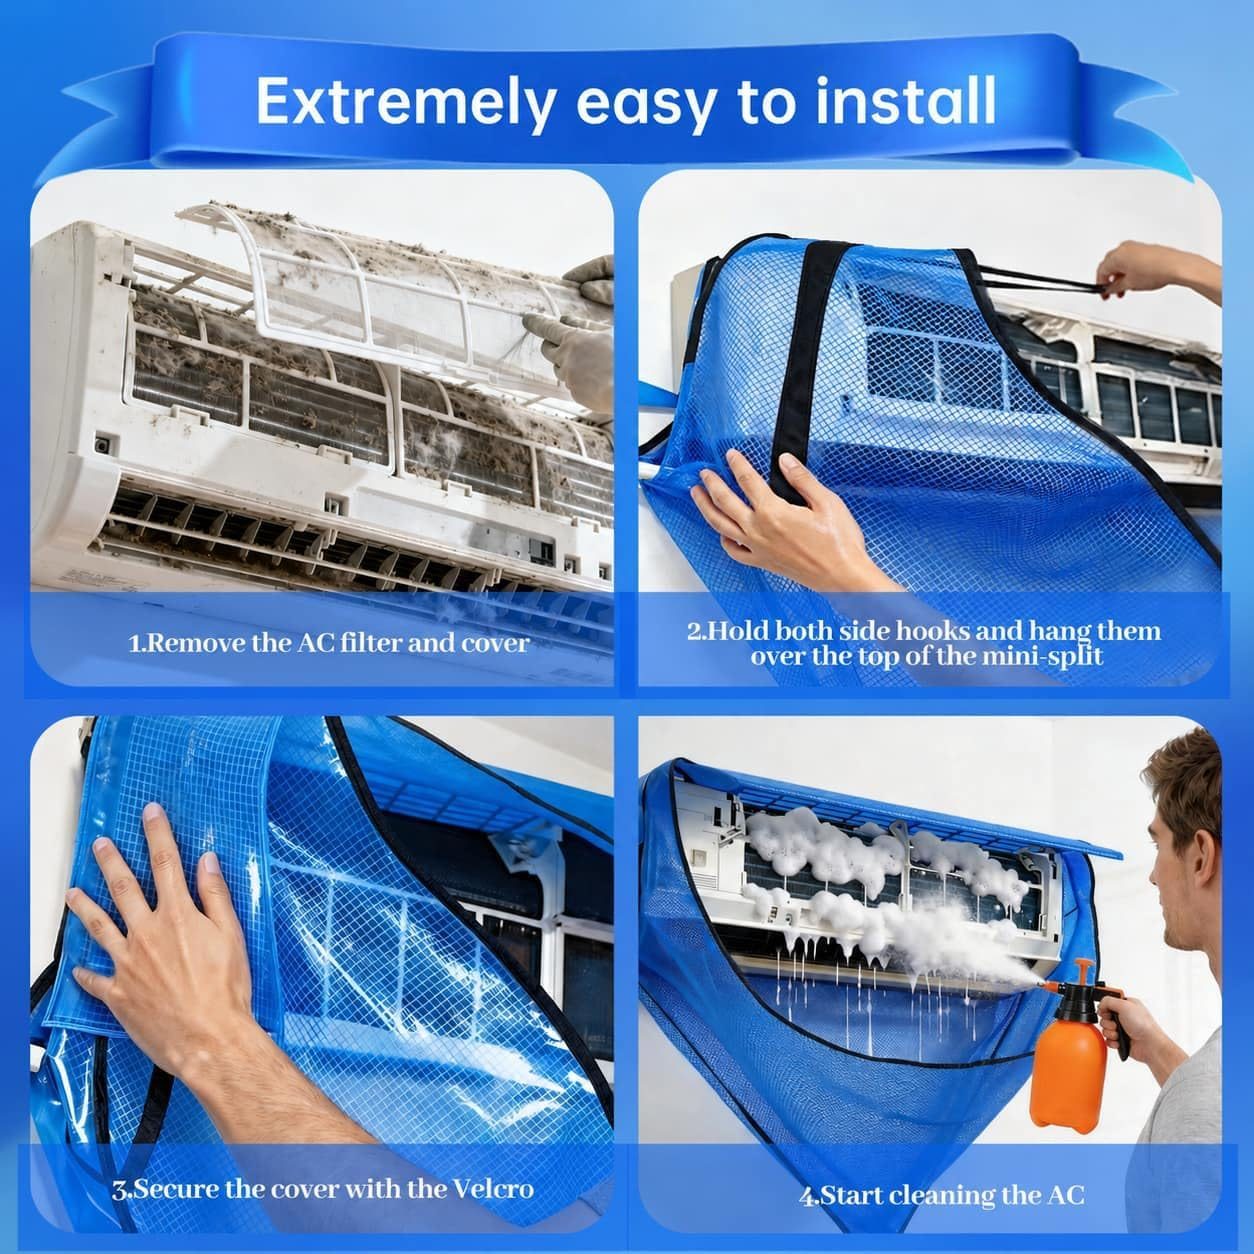 Extremely easy to install
1.Remove the AC filter and cover
2.Hold both side hooks and hang them
over the top of the mini-split
3.Secure the cover with the Velcro
4.Start cleaning the AC